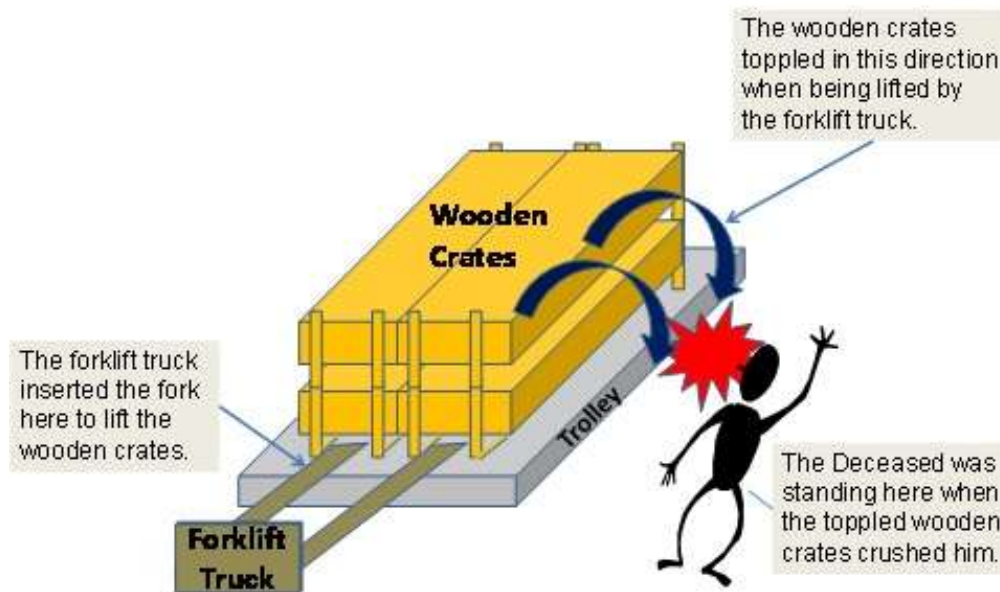 The wooden crates
toppled in this direction
when being lifted by
the forklift truck.
Wooden
Crates
The forklift truck
inserted the fork
here to lift the
wooden crates.
Trolley
The Deceased was
standing here when
the toppled wooden
crates crushed him.
Forklift
Truck